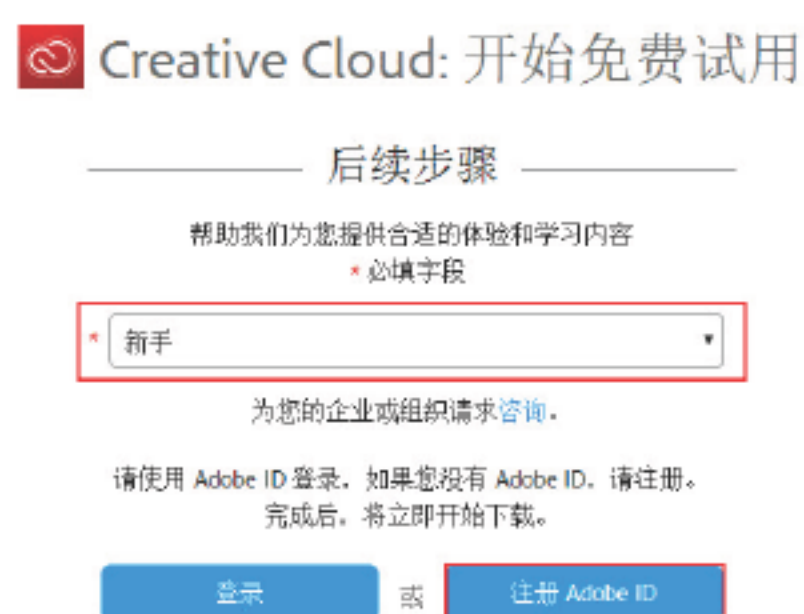 Creative Cloud: 开始免费试用
后续步骤
帮助我们为您提供合适的体验和学习内容
* 必填字段
* 新手
为您的企业或组织请求咨询。
请使用 Adobe ID 登录。如果您没有 Adobe ID，请注册。
完成后，将立即开始下载。
登录 或 注册 Adobe ID